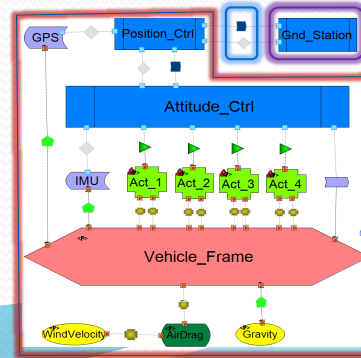 GPS
Position_Ctrl
Gnd_Station
Attitude_Ctrl
IMU
Act_1
Act_2
Act_3
Act_4
<P>
Vehicle_Frame
WindVelocity
AirDrag
Gravity